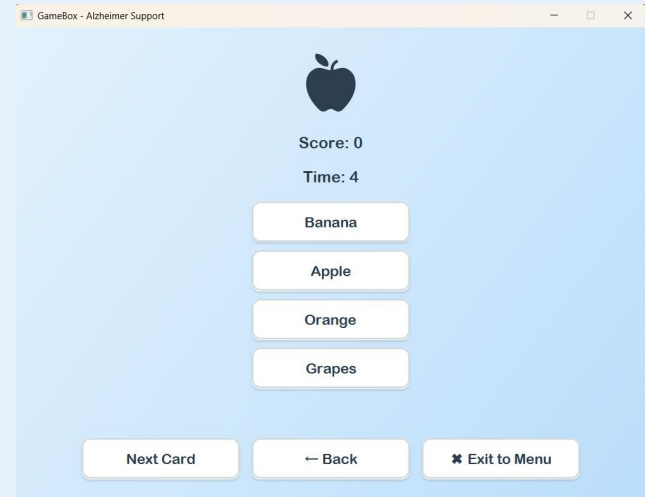 GameBox - Alzheimer Support
Score: 0
Time: 4
Banana
Apple
Orange
Grapes
Next Card
← Back
✖ Exit to Menu